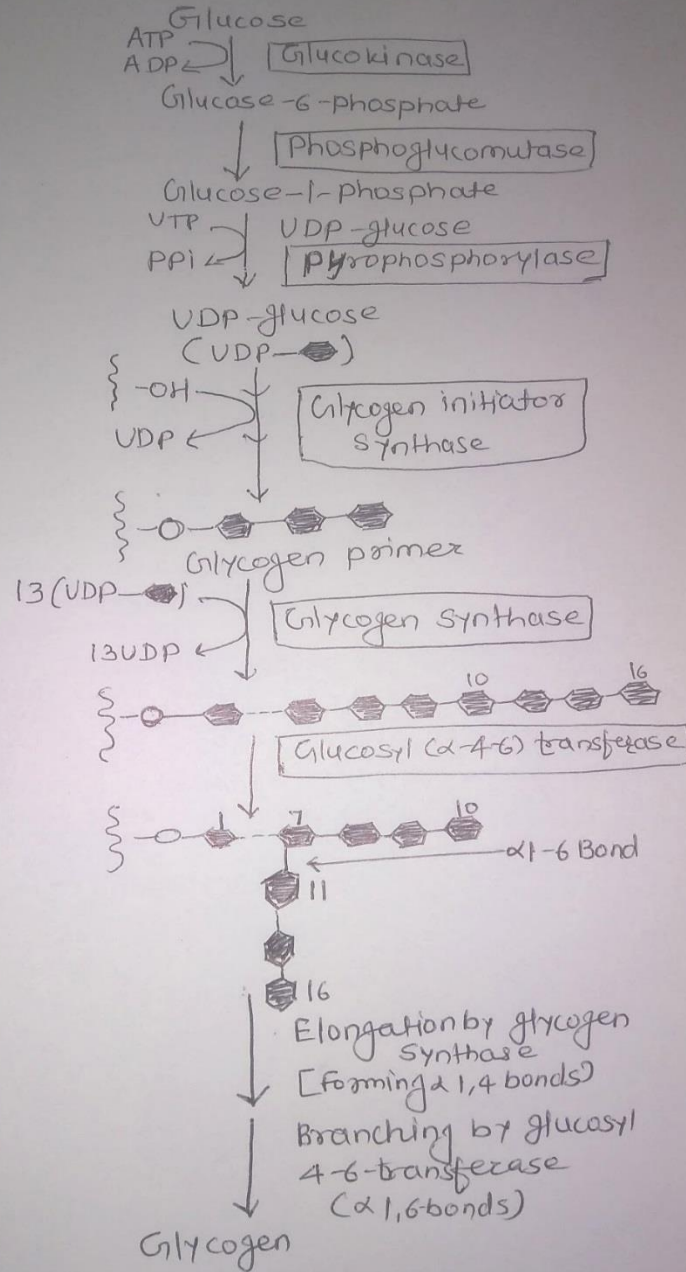 Glucose
ATP
ADP
Glucokinase
Glucose-6-phosphate
Phosphoglucomutase
Glucose-1-phosphate
UTP
PPi
UDP-glucose
Pyrophosphorylase
UDP-glucose
(UDP- )
-OH
UDP
Glycogen initiator
synthase
Glycogen primer
13(UDP- )
13UDP
Glycogen synthase
10
16
Glucosyl (α-4-6) transferase
1
7
10
α1-6 Bond
11
16
Elongation by glycogen
synthase
[Forming α 1,4 bonds)
Branching by glucosyl
4-6-transferase
(α 1,6-bonds)
Glycogen